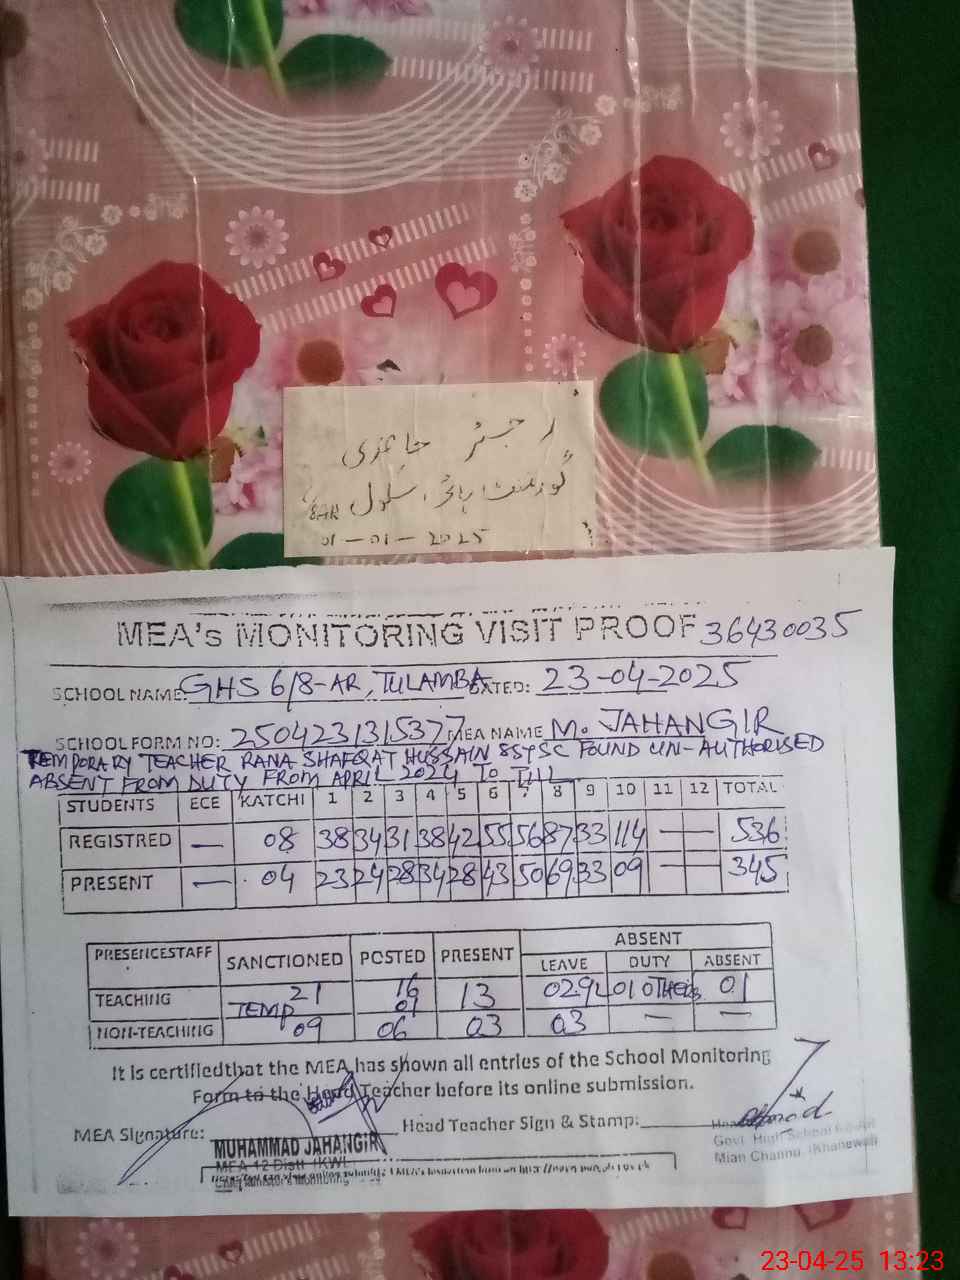 رجسٹر حاضری
گورنمنٹ ہائی سکول 6/8AR
01-01-2025
MEA's MONITORING VISIT PROOF 36430035
SCHOOL NAME: GHS 6/8-AR, TULAMBA DATED: 23-04-2025
SCHOOL FORM NO: 2504231315377 MEA NAME M. JAHANGIR
TEMPORARY TEACHER RANA SHAFQAT HUSSAIN SSTSC FOUND UN-AUTHORISED
ABSENT FROM DUTY FROM APRIL 2024 TO TILL
STUDENTS ECE KATCHI 1 2 3 4 5 6 7 8 9 10 11 12 TOTAL
REGISTRED — 08 38 34 31 38 42 55 56 87 33 114 — — 536
PRESENT — 04 23 24 28 34 28 43 50 69 33 09 — — 345
PRESENCESTAFF SANCTIONED POSTED PRESENT ABSENT
LEAVE DUTY ABSENT
TEACHING 21 16 13 02 01 OTHERS 01
TEMP 01
NON-TEACHING 09 06 03 03 — —
It is certifiedthat the MEA has shown all entries of the School Monitoring
Form to the Head Teacher before its online submission.
MEA Signature: Head Teacher Sign & Stamp:
MUHAMMAD JAHANGIR
MEA-12 Distt. (KWL
Govt. High School
Mian Channu (Khanewal)
23-04-25 13:23